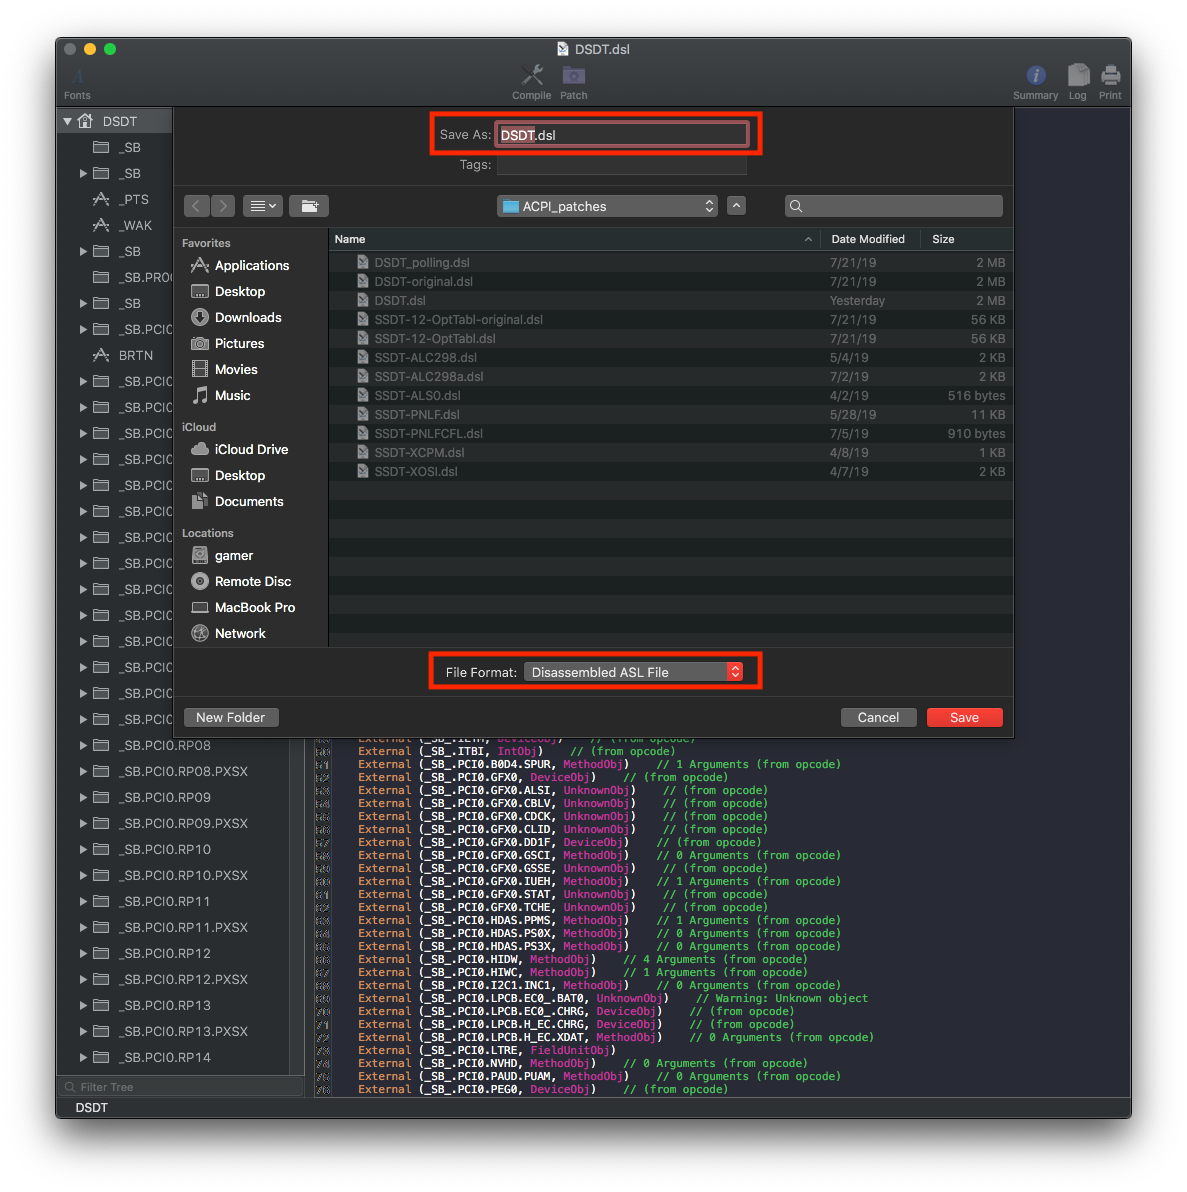 DSDT.dsl
Fonts
Compile
Patch
Summary
Log
Print
DSDT
_SB
_SB
_PTS
_WAK
_SB
_SB.PRO
_SB
_SB.PCI0
BRTN
_SB.PCI0
_SB.PCI0
_SB.PCI0
_SB.PCI0
_SB.PCI0
_SB.PCI0
_SB.PCI0
_SB.PCI0
_SB.PCI0
_SB.PCI0
_SB.PCI0
_SB.PCI0
_SB.PCI0
_SB.PCI0
_SB.PCI0.RP08
_SB.PCI0.RP08.PXSX
_SB.PCI0.RP09
_SB.PCI0.RP09.PXSX
_SB.PCI0.RP10
_SB.PCI0.RP10.PXSX
_SB.PCI0.RP11
_SB.PCI0.RP11.PXSX
_SB.PCI0.RP12
_SB.PCI0.RP12.PXSX
_SB.PCI0.RP13
_SB.PCI0.RP13.PXSX
_SB.PCI0.RP14
Filter Tree
DSDT
Save As: DSDT.dsl
Tags:
ACPI_patches
Favorites
Applications
Desktop
Downloads
Pictures
Movies
Music
iCloud
iCloud Drive
Desktop
Documents
Locations
gamer
Remote Disc
MacBook Pro
Network
Name Date Modified Size
DSDT_polling.dsl 7/21/19 2 MB
DSDT-original.dsl 7/21/19 2 MB
DSDT.dsl Yesterday 2 MB
SSDT-12-OptTabl-original.dsl 7/21/19 56 KB
SSDT-12-OptTabl.dsl 7/21/19 56 KB
SSDT-ALC298.dsl 5/4/19 2 KB
SSDT-ALC298a.dsl 7/2/19 2 KB
SSDT-ALS0.dsl 4/2/19 516 bytes
SSDT-PNLF.dsl 5/28/19 11 KB
SSDT-PNLFCFL.dsl 7/5/19 910 bytes
SSDT-XCPM.dsl 4/8/19 1 KB
SSDT-XOSI.dsl 4/7/19 2 KB
File Format: Disassembled ASL File
New Folder
Cancel
Save
External (_SB_.ITBI, IntObj) // (from opcode)
External (_SB_.PCI0.B0D4.SPUR, MethodObj) // 1 Arguments (from opcode)
External (_SB_.PCI0.GFX0, DeviceObj) // (from opcode)
External (_SB_.PCI0.GFX0.ALSI, UnknownObj) // (from opcode)
External (_SB_.PCI0.GFX0.CBLV, UnknownObj) // (from opcode)
External (_SB_.PCI0.GFX0.CDCK, UnknownObj) // (from opcode)
External (_SB_.PCI0.GFX0.CLID, UnknownObj) // (from opcode)
External (_SB_.PCI0.GFX0.DD1F, DeviceObj) // (from opcode)
External (_SB_.PCI0.GFX0.GSCI, MethodObj) // 0 Arguments (from opcode)
External (_SB_.PCI0.GFX0.GSSE, UnknownObj) // (from opcode)
External (_SB_.PCI0.GFX0.IUEH, MethodObj) // 1 Arguments (from opcode)
External (_SB_.PCI0.GFX0.STAT, UnknownObj) // (from opcode)
External (_SB_.PCI0.GFX0.TCHE, UnknownObj) // (from opcode)
External (_SB_.PCI0.HDAS.PPMS, MethodObj) // 1 Arguments (from opcode)
External (_SB_.PCI0.HDAS.PS0X, MethodObj) // 0 Arguments (from opcode)
External (_SB_.PCI0.HDAS.PS3X, MethodObj) // 0 Arguments (from opcode)
External (_SB_.PCI0.HIDW, MethodObj) // 4 Arguments (from opcode)
External (_SB_.PCI0.HIWC, MethodObj) // 1 Arguments (from opcode)
External (_SB_.PCI0.I2C1.INC1, MethodObj) // 0 Arguments (from opcode)
External (_SB_.PCI0.LPCB.EC0_.BAT0, UnknownObj) // Warning: Unknown object
External (_SB_.PCI0.LPCB.EC0_.CHRG, DeviceObj) // (from opcode)
External (_SB_.PCI0.LPCB.H_EC.CHRG, DeviceObj) // (from opcode)
External (_SB_.PCI0.LPCB.H_EC.XDAT, MethodObj) // 0 Arguments (from opcode)
External (_SB_.PCI0.LTRE, FieldUnitObj)
External (_SB_.PCI0.NVHD, MethodObj) // 0 Arguments (from opcode)
External (_SB_.PCI0.PAUD.PUAM, MethodObj) // 0 Arguments (from opcode)
External (_SB_.PCI0.PEG0, DeviceObj) // (from opcode)